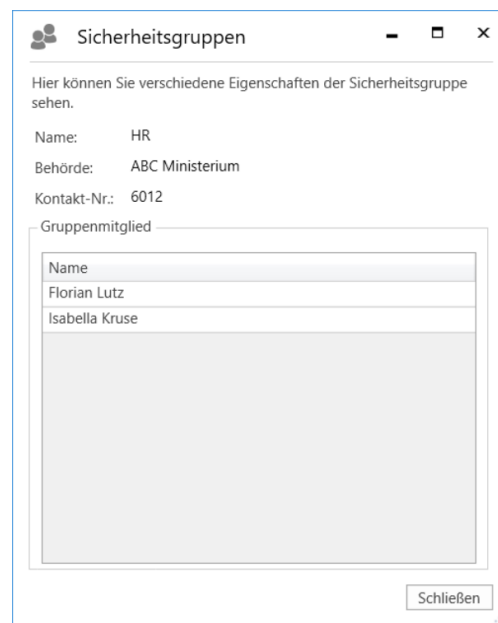 Sicherheitsgruppen
Hier können Sie verschiedene Eigenschaften der Sicherheitsgruppe
sehen.
Name: HR
Behörde: ABC Ministerium
Kontakt-Nr.: 6012
Gruppenmitglied
Name
Florian Lutz
Isabella Kruse
Schließen